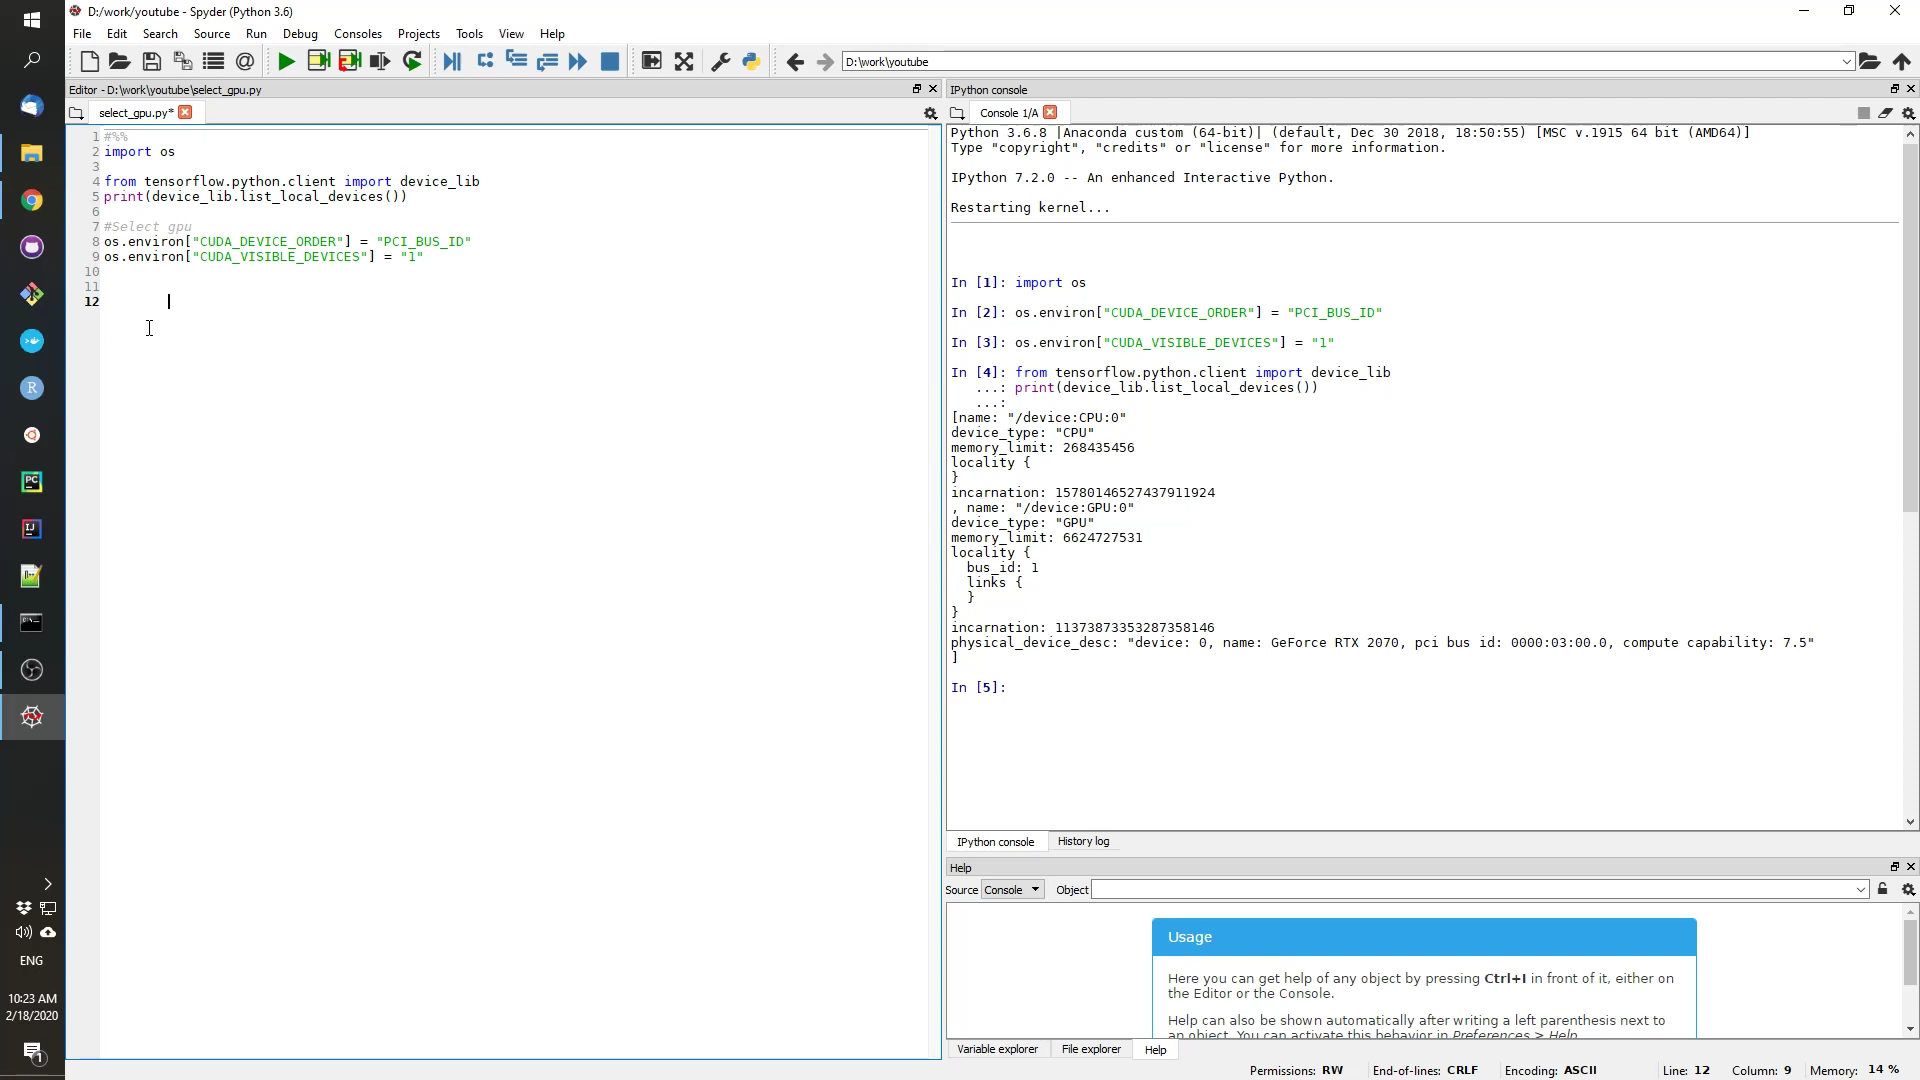 D:/work/youtube - Spyder (Python 3.6)
File Edit Search Source Run Debug Consoles Projects Tools View Help
D:\work\youtube
Editor - D:\work\youtube\select_gpu.py
select_gpu.py*
1 #%%
2 import os
3
4 from tensorflow.python.client import device_lib
5 print(device_lib.list_local_devices())
6
7 #Select gpu
8 os.environ["CUDA_DEVICE_ORDER"] = "PCI_BUS_ID"
9 os.environ["CUDA_VISIBLE_DEVICES"] = "1"
10
11
12
IPython console
Console 1/A
Python 3.6.8 |Anaconda custom (64-bit)| (default, Dec 30 2018, 18:50:55) [MSC v.1915 64 bit (AMD64)]
Type "copyright", "credits" or "license" for more information.
IPython 7.2.0 -- An enhanced Interactive Python.
Restarting kernel...
In [1]: import os
In [2]: os.environ["CUDA_DEVICE_ORDER"] = "PCI_BUS_ID"
In [3]: os.environ["CUDA_VISIBLE_DEVICES"] = "1"
In [4]: from tensorflow.python.client import device_lib
...: print(device_lib.list_local_devices())
...:
[name: "/device:CPU:0"
device_type: "CPU"
memory_limit: 268435456
locality {
}
incarnation: 15780146527437911924
, name: "/device:GPU:0"
device_type: "GPU"
memory_limit: 6624727531
locality {
bus_id: 1
links {
}
}
incarnation: 11373873353287358146
physical_device_desc: "device: 0, name: GeForce RTX 2070, pci bus id: 0000:03:00.0, compute capability: 7.5"
]
In [5]:
IPython console History log
Help
Source Console Object
Usage
Here you can get help of any object by pressing Ctrl+I in front of it, either on
the Editor or the Console.
Help can also be shown automatically after writing a left parenthesis next to
an object. You can activate this behavior in Preferences > Help.
Variable explorer File explorer Help
Permissions: RW End-of-lines: CRLF Encoding: ASCII Line: 12 Column: 9 Memory: 14 %
R
PC
IJ
ENG
10:23 AM
2/18/2020
1